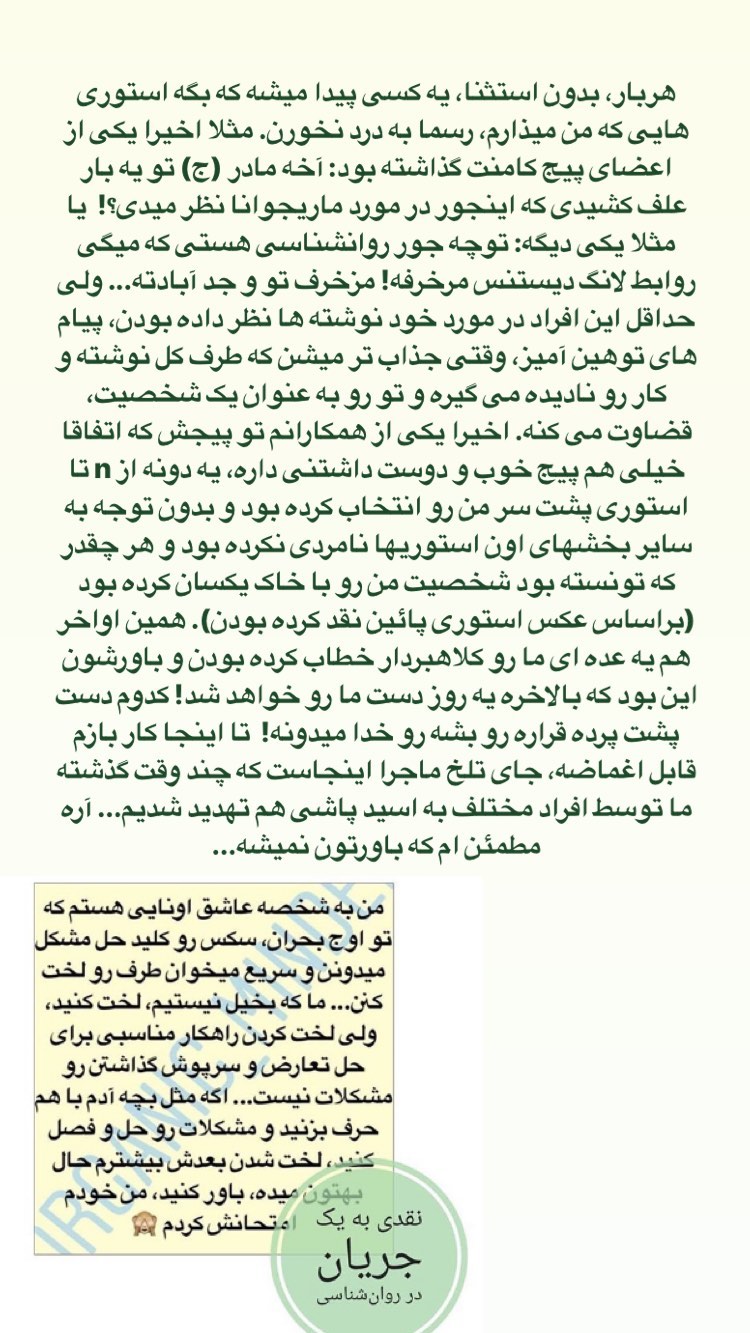 هربار، بدون استثنا، یه کسی پیدا میشه که بگه استوری
هایی که من میذارم، رسما به درد نخورن. مثلا اخیرا یکی از
اعضای پیج کامنت گذاشته بود: آخه مادر (ج) تو یه بار
علف کشیدی که اینجور در مورد ماریجوانا نظر میدی؟! یا
مثلا یکی دیگه: توچه جور روانشناسی هستی که میگی
روابط لانگ دیستنس مرخرفه! مزخرف تو و جد آبادته... ولی
حداقل این افراد در مورد خود نوشته ها نظر داده بودن، پیام
های توهین آمیز، وقتی جذاب تر میشن که طرف کل نوشته و
کار رو نادیده می گیره و تو رو به عنوان یک شخصیت،
قضاوت می کنه. اخیرا یکی از همکارانم تو پیجش که اتفاقا
خیلی هم پیج خوب و دوست داشتنی داره، یه دونه از n تا
استوری پشت سر من رو انتخاب کرده بود و بدون توجه به
سایر بخشهای اون استوریها نامردی نکرده بود و هر چقدر
که تونسته بود شخصیت من رو با خاک یکسان کرده بود
(براساس عکس استوری پائین نقد کرده بودن). همین اواخر
هم یه عده ای ما رو کلاهبردار خطاب کرده بودن و باورشون
این بود که بالاخره یه روز دست ما رو خواهد شد! کدوم دست
پشت پرده قراره رو بشه رو خدا میدونه! تا اینجا کار بازم
قابل اغماضه، جای تلخ ماجرا اینجاست که چند وقت گذشته
ما توسط افراد مختلف به اسید پاشی هم تهدید شدیم... آره
مطمئن ام که باورتون نمیشه...
من به شخصه عاشق اونایی هستم که
تو اوج بحران، سکس رو کلید حل مشکل
میدونن و سریع میخوان طرف رو لخت
کنن... ما که بخیل نیستیم، لخت کنید،
ولی لخت کردن راهکار مناسبی برای
حل تعارض و سرپوش گذاشتن رو
مشکلات نیست... اگه مثل بچه آدم با هم
حرف بزنید و مشکلات رو حل و فصل
کنید، لخت شدن بعدش بیشترم حال
بهتون میده، باور کنید، من خودم
امتحانش کردم 🙈
نقدی به یک
جریان
در روان‌شناسی